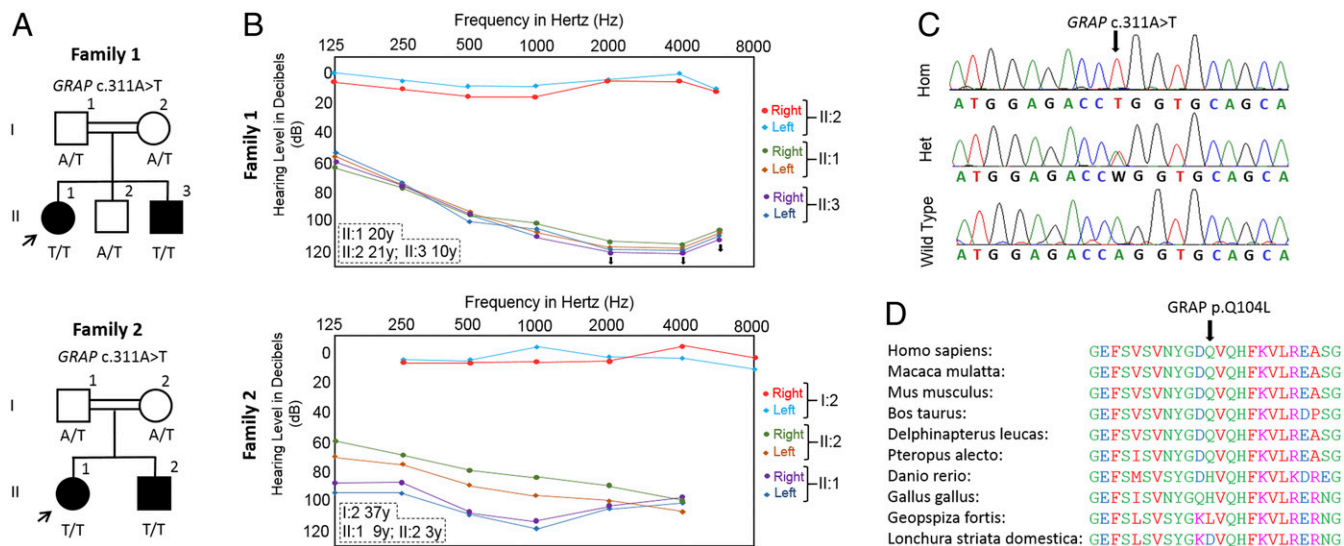 A
Family 1
GRAP c.311A>T
1
2
I
A/T
A/T
1
2
3
II
T/T
A/T
T/T
Family 2
GRAP c.311A>T
1
2
I
A/T
A/T
1
2
II
T/T
T/T
B
Frequency in Hertz (Hz)
125 250 500 1000 2000 4000 8000
Family 1
Hearing Level in Decibels
(dB)
0
20
40
60
80
100
120
II:1 20y
II:2 21y; II:3 10y
Right
Left
II:2
Right
Left
II:1
Right
Left
II:3
Frequency in Hertz (Hz)
125 250 500 1000 2000 4000 8000
Family 2
Hearing Level in Decibels
(dB)
0
20
40
60
80
100
120
I:2 37y
II:1 9y; II:2 3y
Right
Left
I:2
Right
Left
II:2
Right
Left
II:1
C
GRAP c.311A>T
Hom
A T G G A G A C C T G G T G C A G C A
Het
A T G G A G A C C W G G T G C A G C A
Wild Type
A T G G A G A C C A G G T G C A G C A
D
GRAP p.Q104L
Homo sapiens: GEFSVSVNYGDQVQHFKVLREASG
Macaca mulatta: GEFSVSVNYGDQVQHFKVLREASG
Mus musculus: GEFSVSVNYGDQVQHFKVLREASG
Bos taurus: GEFSVSVNYGDQVQHFKVLRDPSG
Delphinapterus leucas: GEFSVSVNYGDQVQHFKVLREASG
Pteropus alecto: GEFSISVNYGDQVQHFKVLREASG
Danio rerio: GEFSMSVSYGDHVQHFKVLKDREG
Gallus gallus: GEFSISVNYGQHVQHFKVLRERNG
Geopspiza fortis: GEFSLSVSYGKLVQHFKVLRERNG
Lonchura striata domestica: GEFSLSVSYGKDVQHFKVLRERNG